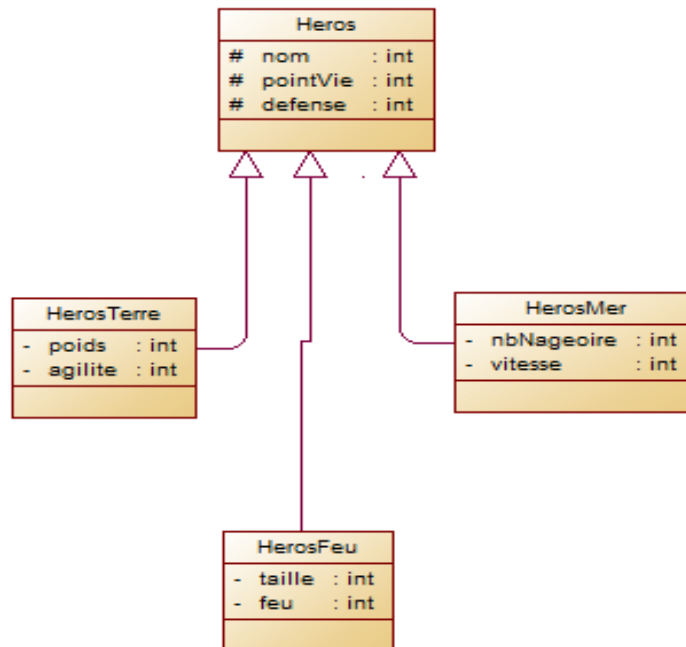 Heros
# nom : int
# pointVie : int
# defense : int
HerosTerre
- poids : int
- agilite : int
HerosMer
- nbNageoire : int
- vitesse : int
HerosFeu
- taille : int
- feu : int